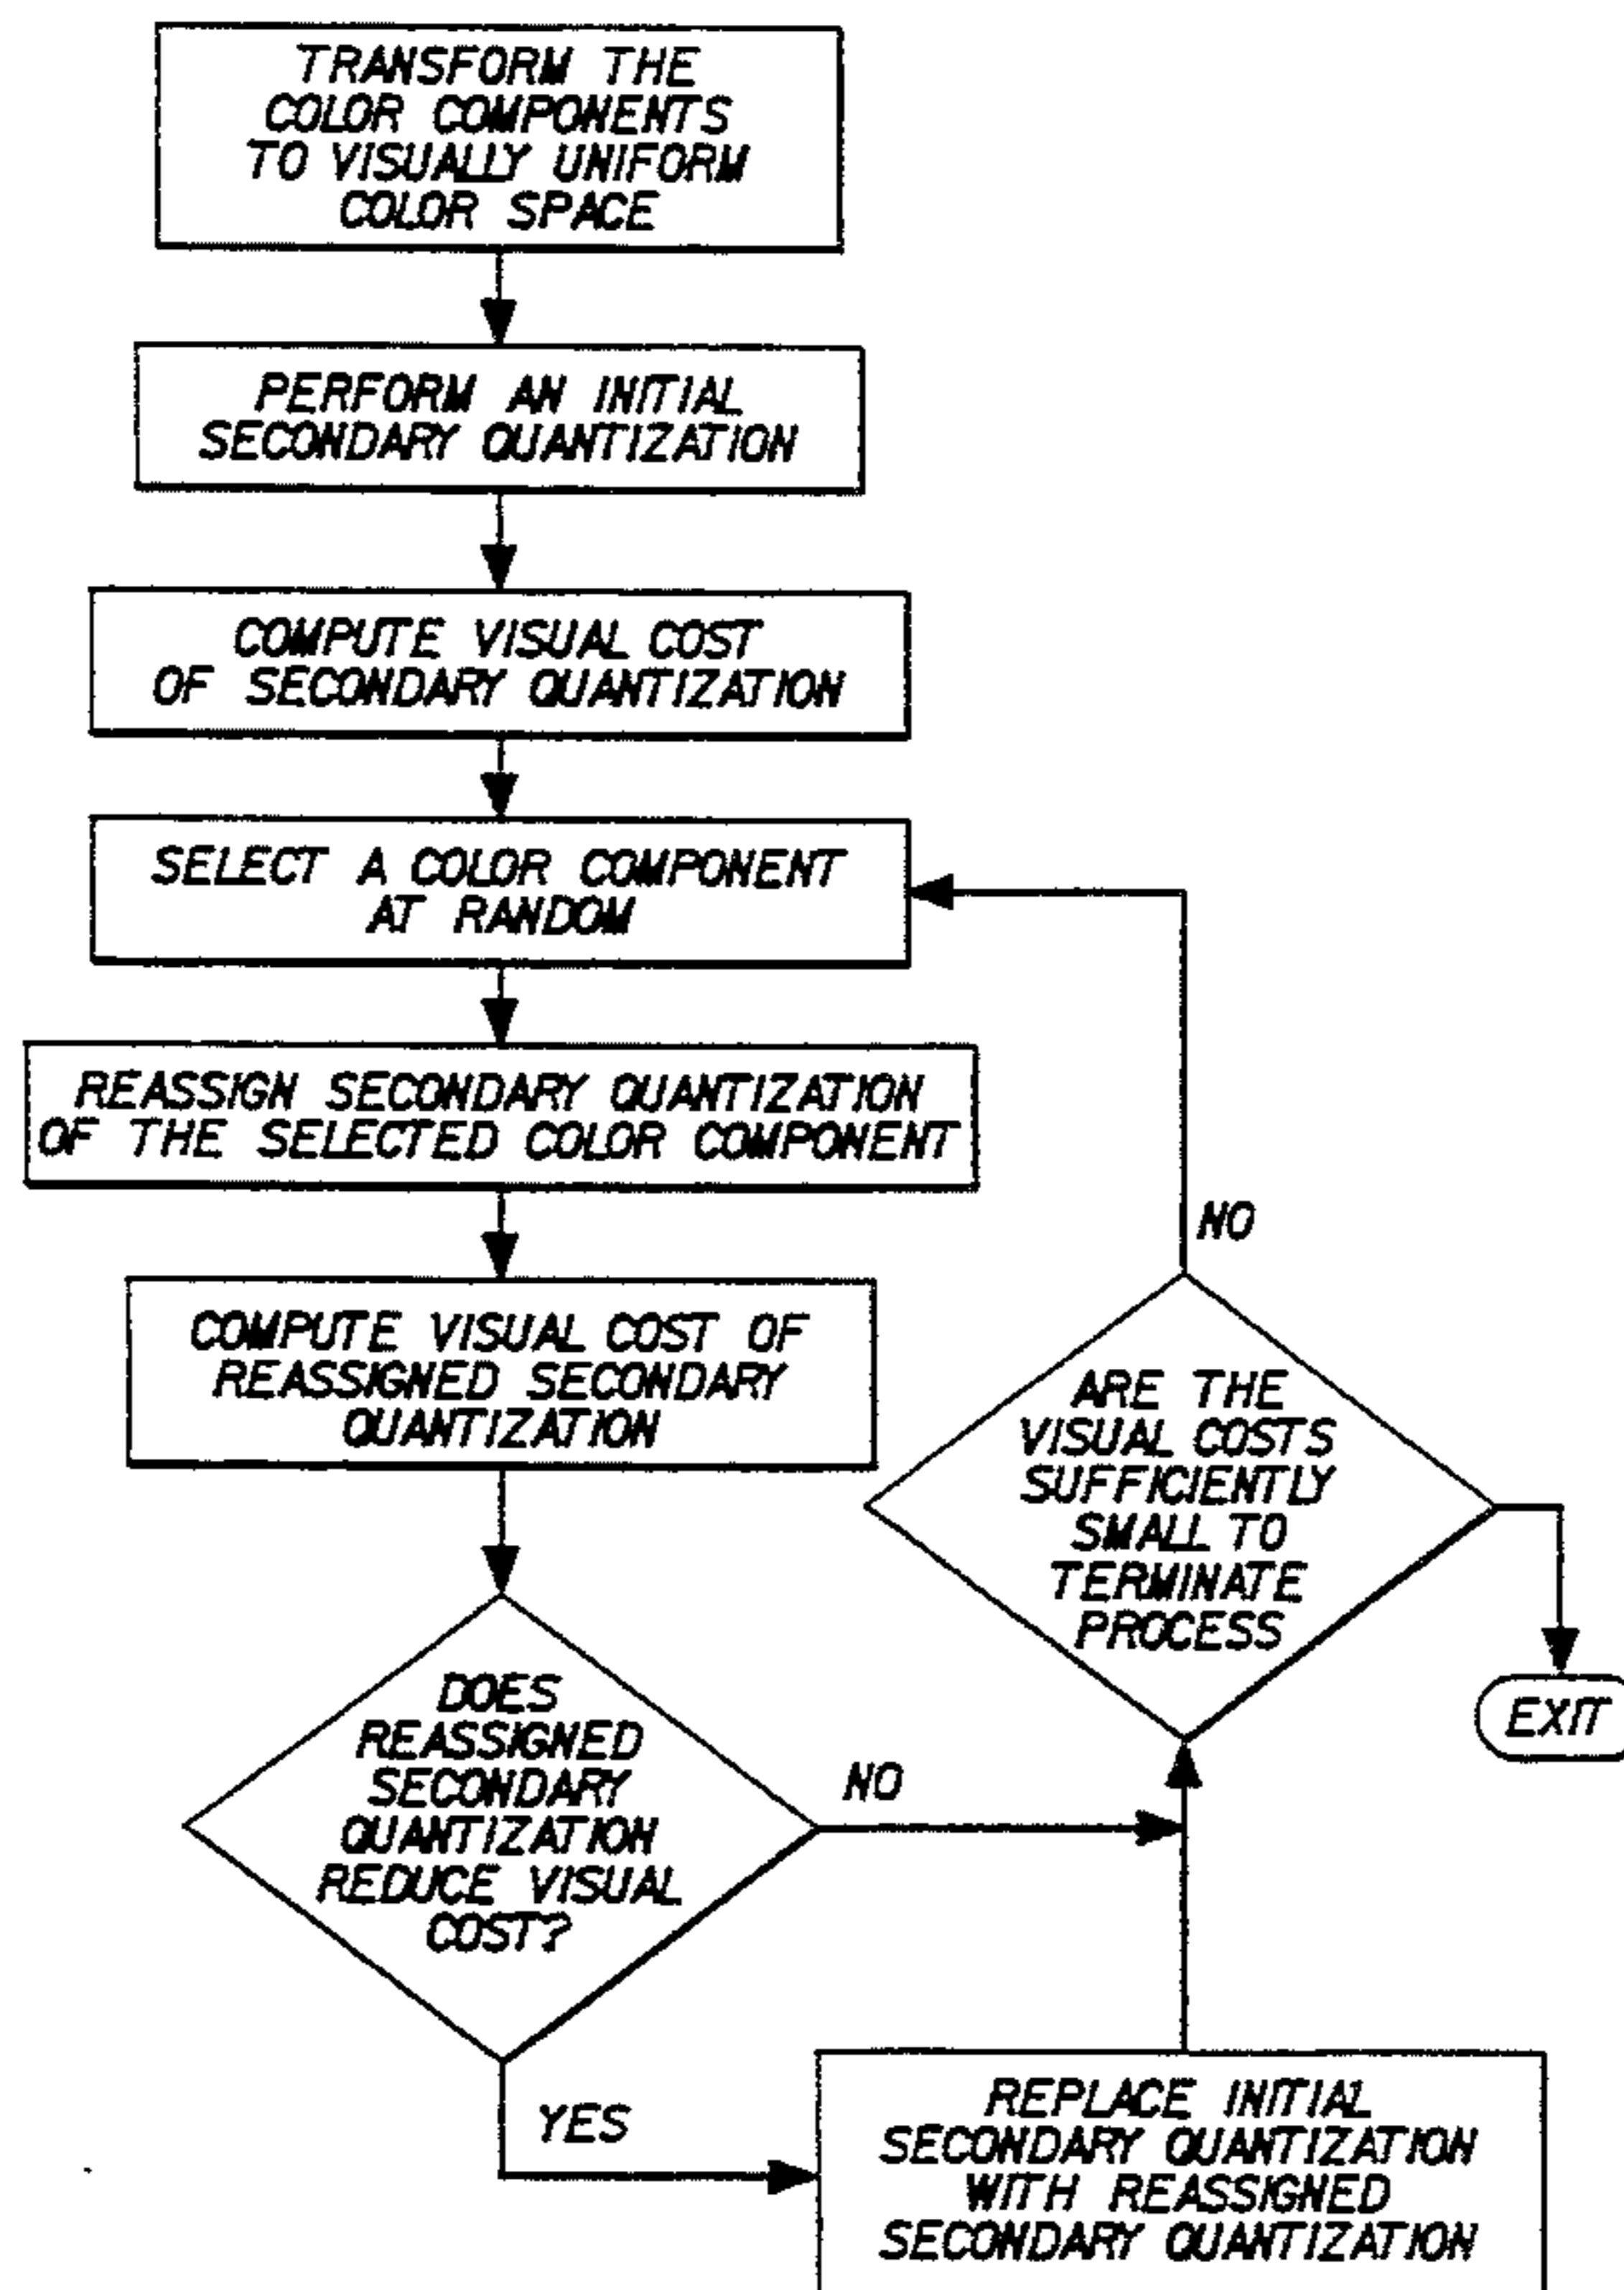 TRANSFORM THE
COLOR COMPONENTS
TO VISUALLY UNIFORM
COLOR SPACE
PERFORM AN INITIAL
SECONDARY QUANTIZATION
COMPUTE VISUAL COST
OF SECONDARY QUANTIZATION
SELECT A COLOR COMPONENT
AT RANDOM
REASSIGN SECONDARY QUANTIZATION
OF THE SELECTED COLOR COMPONENT
COMPUTE VISUAL COST OF
REASSIGNED SECONDARY
QUANTIZATION
DOES
REASSIGNED
SECONDARY
QUANTIZATION
REDUCE VISUAL
COST?
NO
YES
REPLACE INITIAL
SECONDARY QUANTIZATION
WITH REASSIGNED
SECONDARY QUANTIZATION
ARE THE
VISUAL COSTS
SUFFICIENTLY
SMALL TO
TERMINATE
PROCESS
NO
EXIT